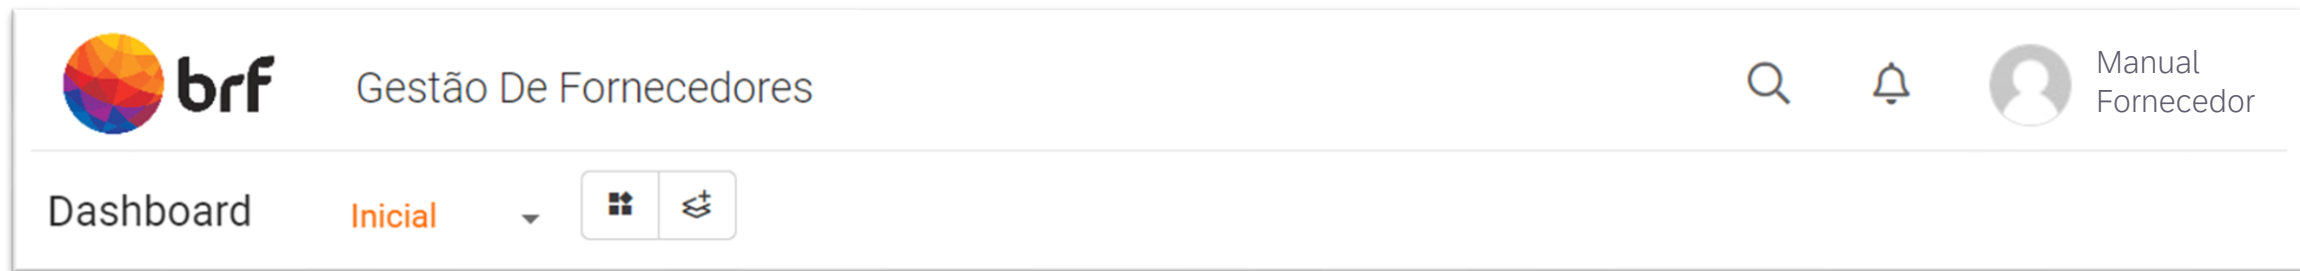 brf
Gestão De Fornecedores
Manual
Fornecedor
Dashboard
Inicial